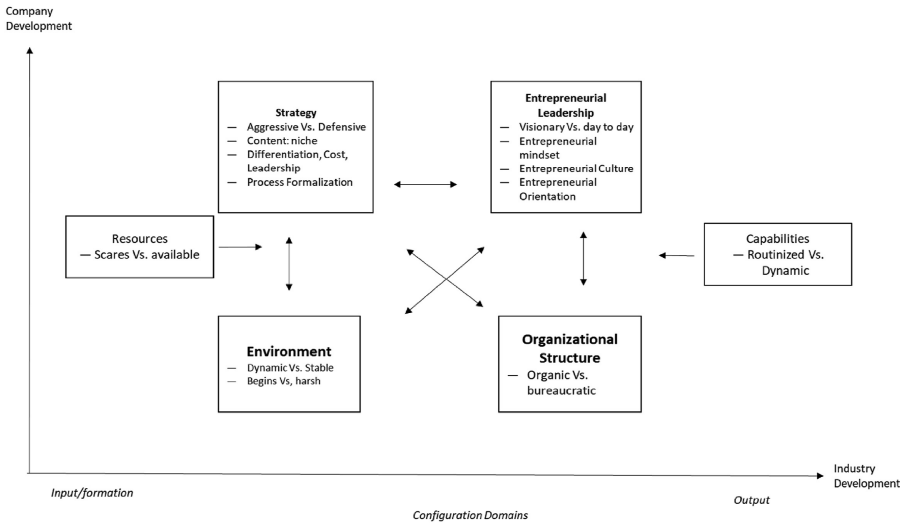 Company
Development
Strategy
— Aggressive Vs. Defensive
— Content: niche
— Differentiation, Cost,
Leadership
— Process Formalization
Entrepreneurial
Leadership
— Visionary Vs. day to day
— Entrepreneurial
mindset
— Entrepreneurial Culture
— Entrepreneurial
Orientation
Resources
— Scares Vs. available
Capabilities
— Routinized Vs.
Dynamic
Environment
— Dynamic Vs. Stable
— Begins Vs, harsh
Organizational
Structure
— Organic Vs.
bureaucratic
Industry
Development
Input/formation
Output
Configuration Domains